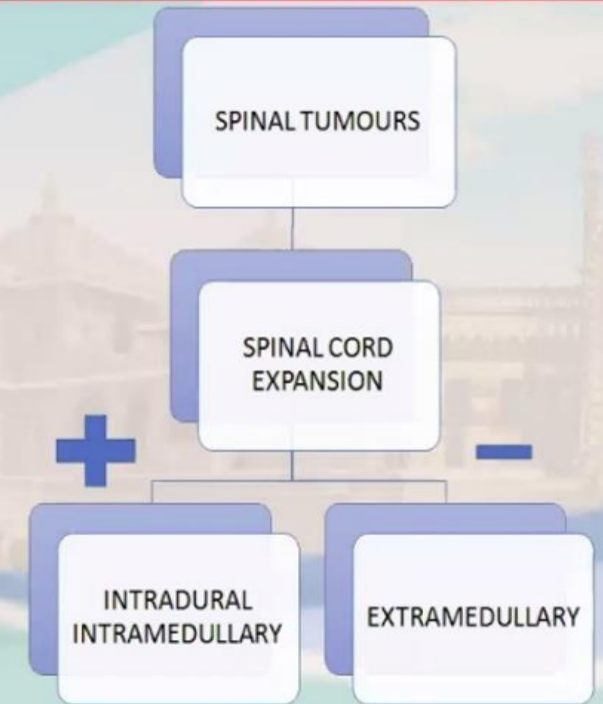 SPINAL TUMOURS
SPINAL CORD
EXPANSION
+
−
INTRADURAL
INTRAMEDULLARY
EXTRAMEDULLARY